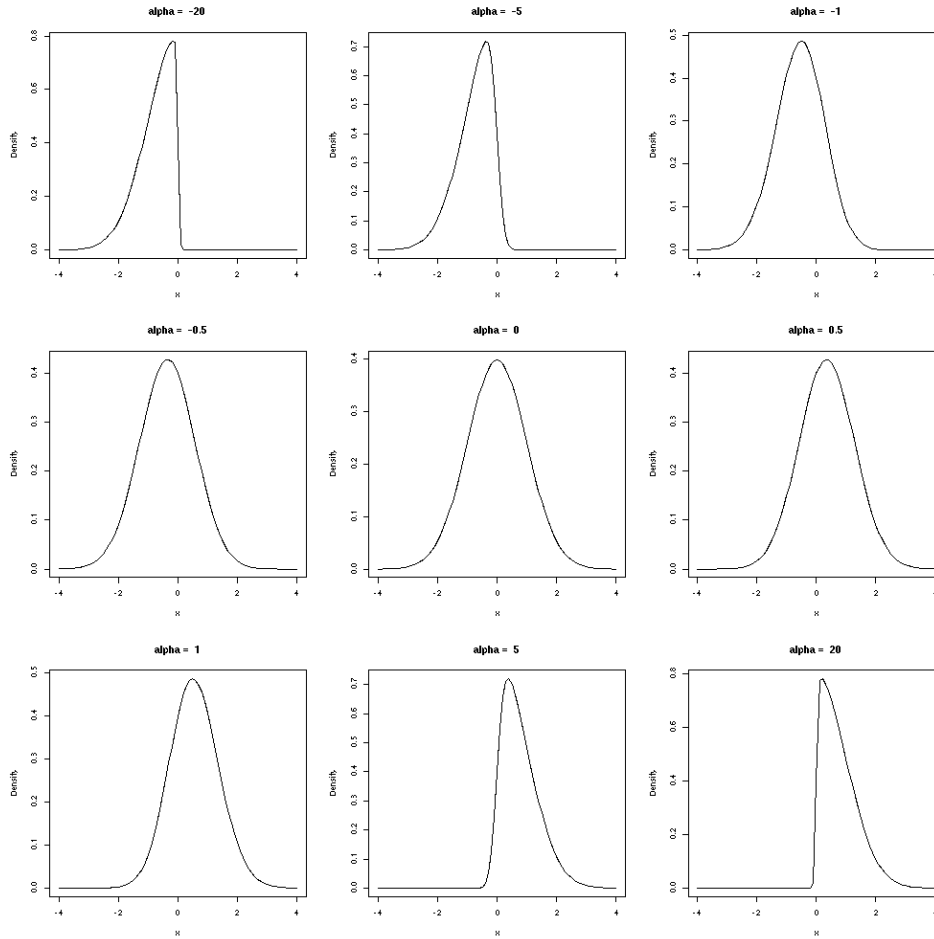 alpha = -20
Density
0.0 0.2 0.4 0.6 0.8
-4 -2 0 2 4
x
alpha = -5
Density
0.0 0.1 0.2 0.3 0.4 0.5 0.6 0.7
-4 -2 0 2 4
x
alpha = -1
Density
0.0 0.1 0.2 0.3 0.4 0.5
-4 -2 0 2 4
x
alpha = -0.5
Density
0.0 0.1 0.2 0.3 0.4
-4 -2 0 2 4
x
alpha = 0
Density
0.0 0.1 0.2 0.3 0.4
-4 -2 0 2 4
x
alpha = 0.5
Density
0.0 0.1 0.2 0.3 0.4
-4 -2 0 2 4
x
alpha = 1
Density
0.0 0.1 0.2 0.3 0.4 0.5
-4 -2 0 2 4
x
alpha = 5
Density
0.0 0.1 0.2 0.3 0.4 0.5 0.6 0.7
-4 -2 0 2 4
x
alpha = 20
Density
0.0 0.2 0.4 0.6 0.8
-4 -2 0 2 4
x